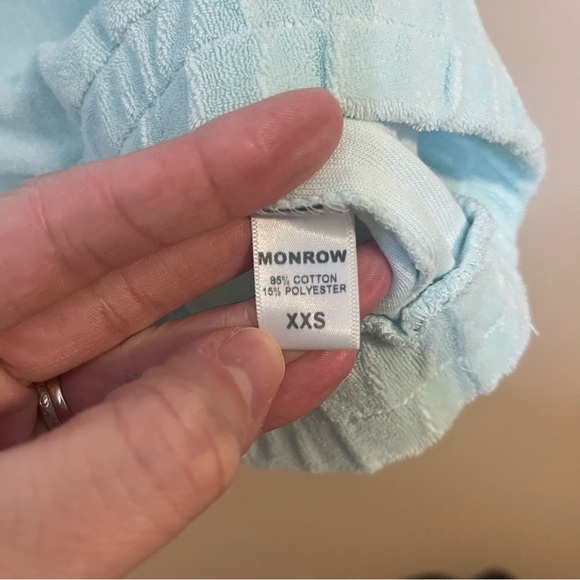 MONROW
85% COTTON
15% POLYESTER
XXS